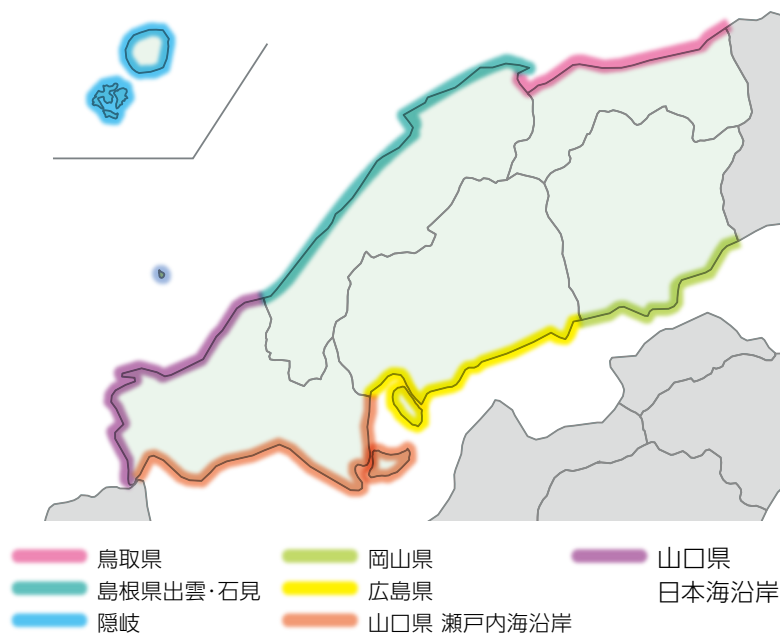 鳥取県
島根県出雲・石見
隠岐
岡山県
広島県
山口県 瀬戸内海沿岸
山口県
日本海沿岸